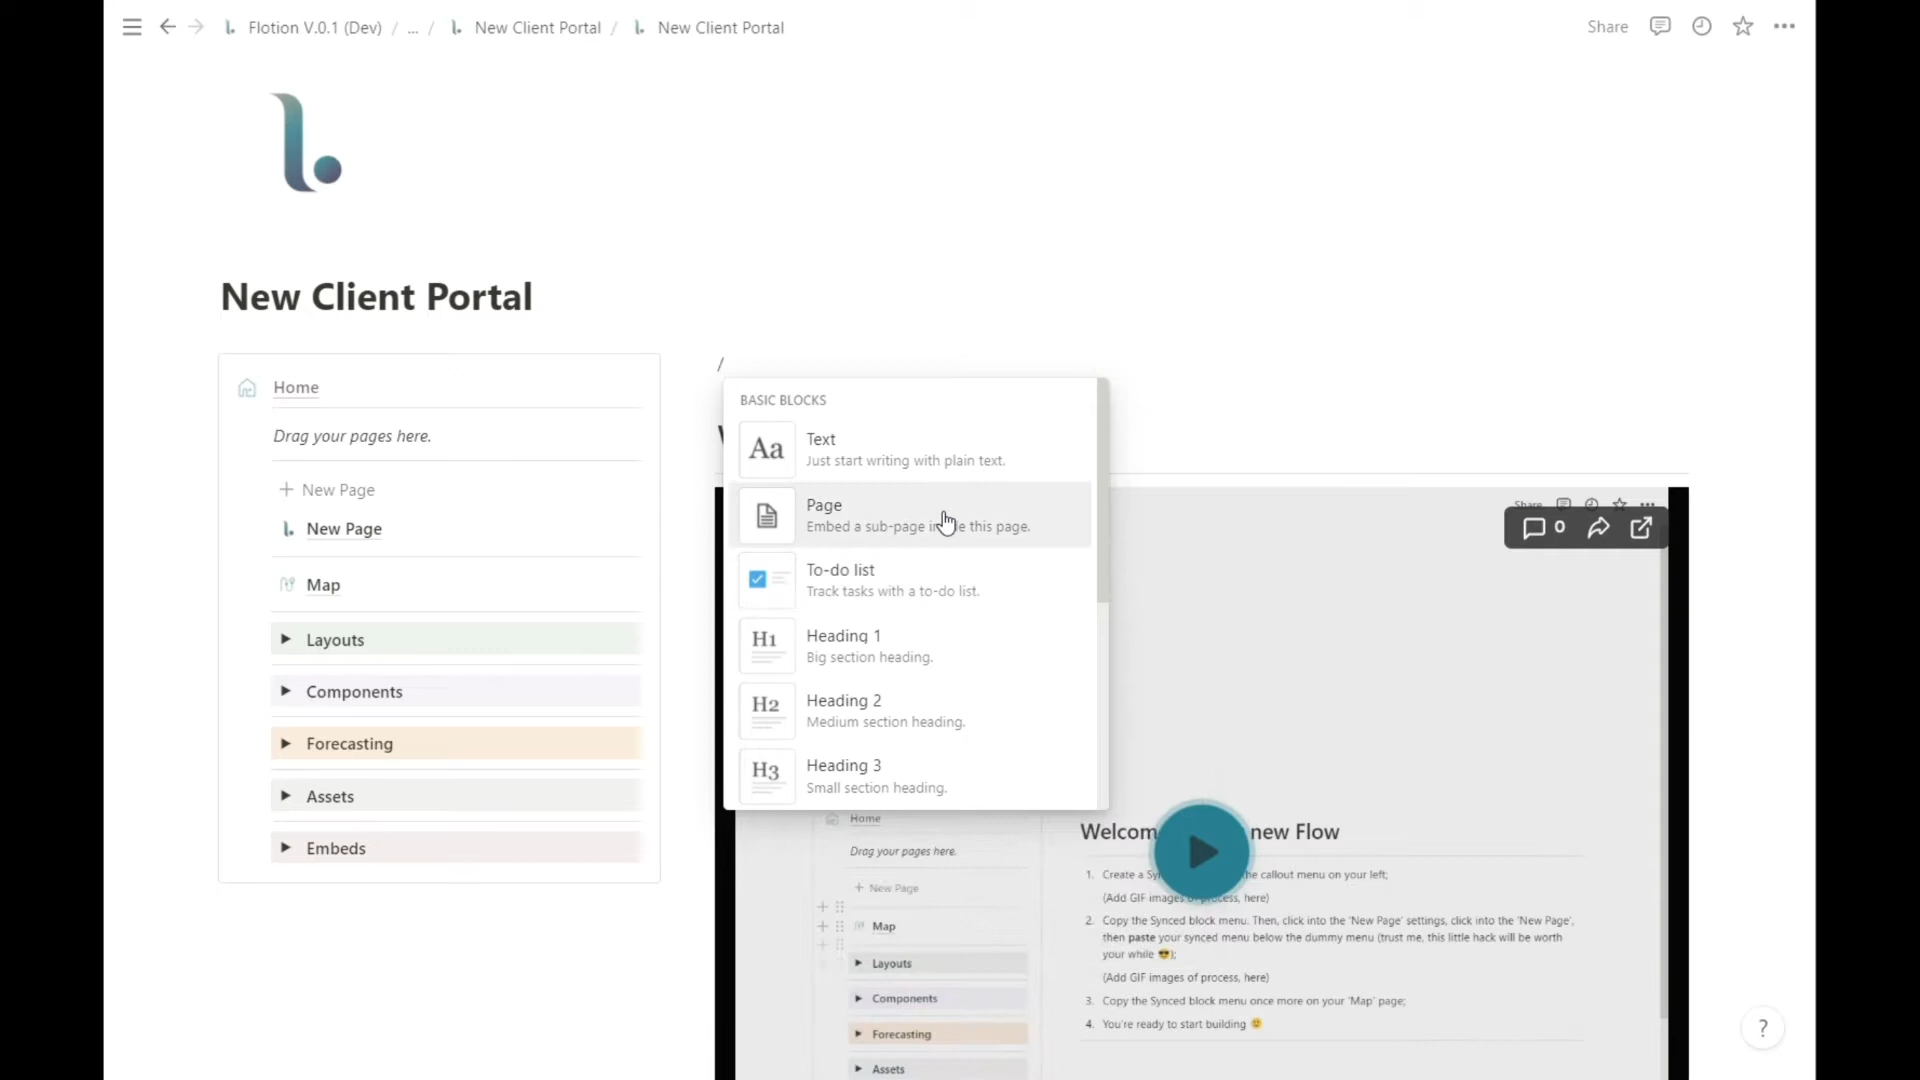 Flotion V.0.1 (Dev) / ... / New Client Portal / New Client Portal
Share
New Client Portal
Home
Drag your pages here.
+ New Page
New Page
Map
Layouts
Components
Forecasting
Assets
Embeds
/
BASIC BLOCKS
Aa
Text
Just start writing with plain text.
Page
Embed a sub-page this page.
To-do list
Track tasks with a to-do list.
H1
Heading 1
Big section heading.
H2
Heading 2
Medium section heading.
H3
Heading 3
Small section heading.
Share
0
Home
Drag your pages here.
+ New Page
Map
Layouts
Components
Forecasting
Assets
Welcom new Flow
1. Create a Sy he callout menu on your left;
(Add GIF images of process, here)
2. Copy the Synced block menu. Then, click into the 'New Page' settings, click into the 'New Page',
then paste your synced menu below the dummy menu (trust me, this little hack will be worth
your while 😎);
(Add GIF images of process, here)
3. Copy the Synced block menu once more on your 'Map' page;
4. You're ready to start building 🙂
?